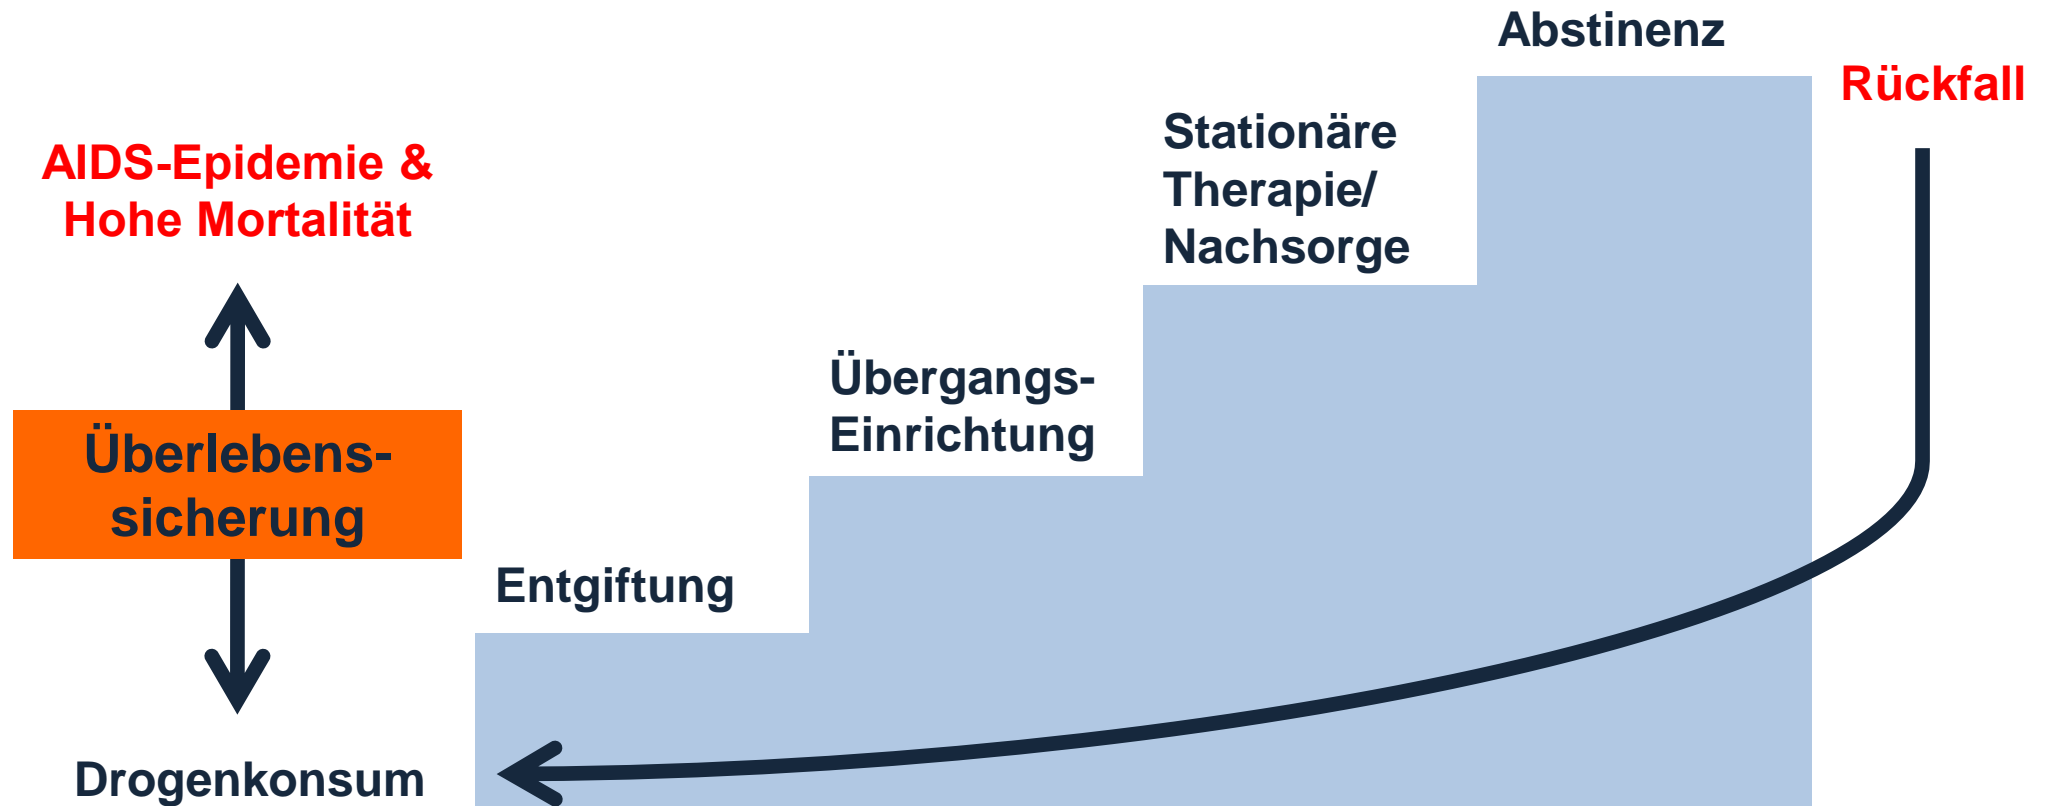 Abstinenz
Rückfall
Stationäre
Therapie/
Nachsorge
AIDS-Epidemie &
Hohe Mortalität
Übergangs-
Einrichtung
Überlebens-
sicherung
Entgiftung
Drogenkonsum